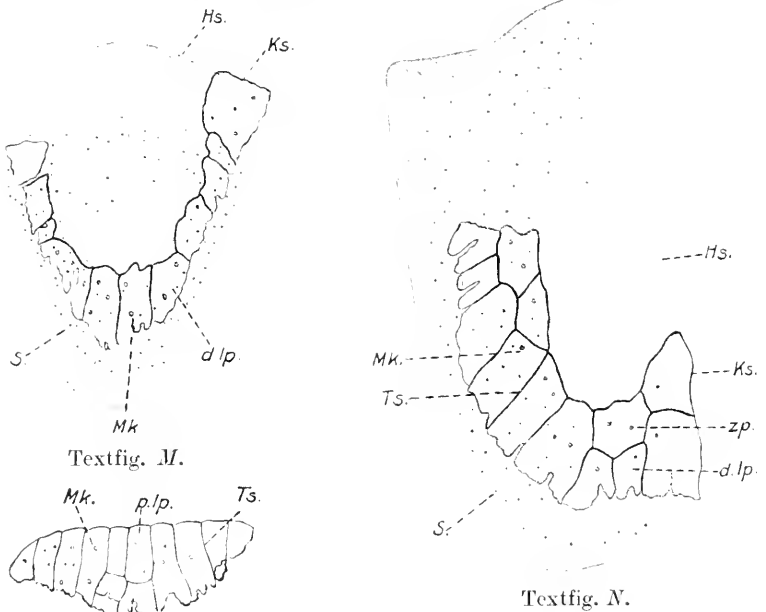 Hs.
Ks.
S.
d.lp.
Mk
Textfig. M.
Mk.
p.lp.
Ts.
Hs.
Mk.
Ks.
Ts.
zp.
d.lp.
S.
Textfig. N.